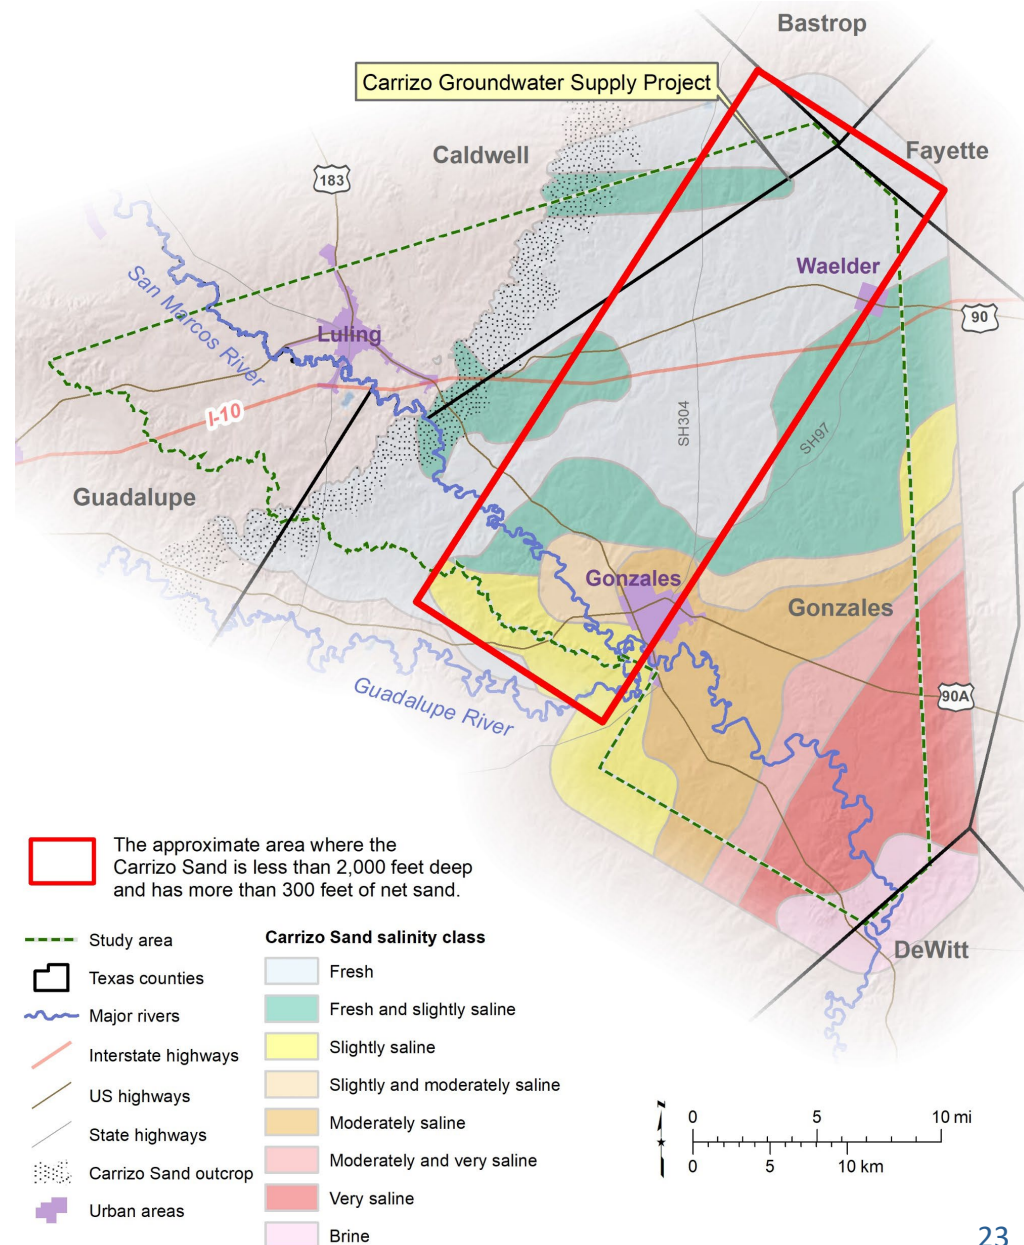 Bastrop
Carrizo Groundwater Supply Project
Caldwell
Fayette
183
Waelder
San Marcos River
Luling
90
I-10
SH304
SH97
Guadalupe
Gonzales
Gonzales
Guadalupe River
90A
The approximate area where the
Carrizo Sand is less than 2,000 feet deep
and has more than 300 feet of net sand.
Study area
Texas counties
Major rivers
Interstate highways
US highways
State highways
Carrizo Sand outcrop
Urban areas
Carrizo Sand salinity class
Fresh
Fresh and slightly saline
Slightly saline
Slightly and moderately saline
Moderately saline
Moderately and very saline
Very saline
Brine
DeWitt
N
0 5 10 mi
0 5 10 km
23